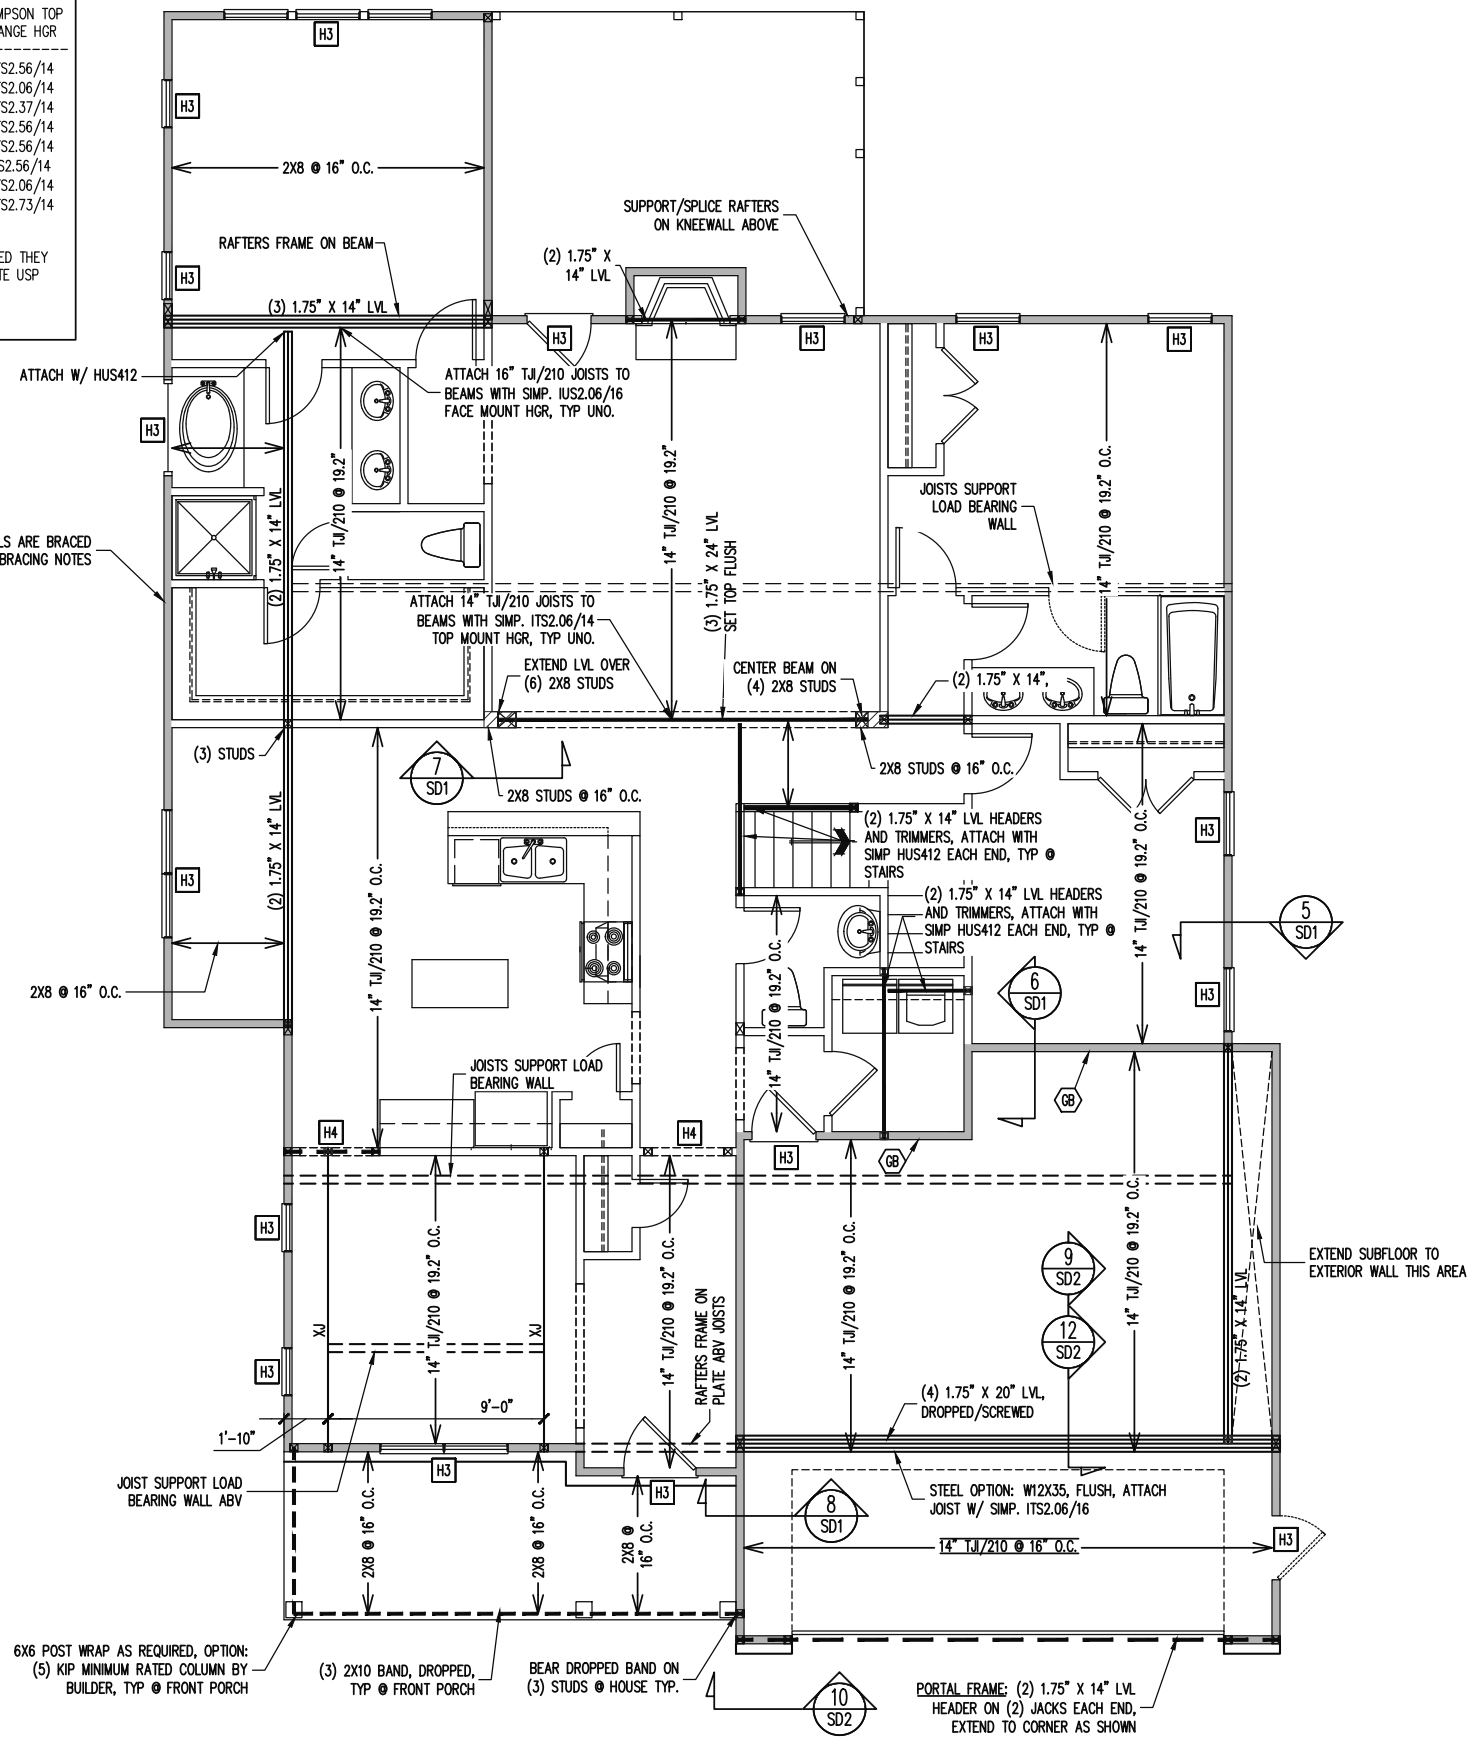 MPSON TOP
ANGE HGR
S2.56/14
S2.06/14
S2.37/14
S2.56/14
S2.56/14
S2.56/14
S2.06/14
S2.73/14
ED THEY
TE USP
H3
H3
2X8 @ 16" O.C.
SUPPORT/SPLICE RAFTERS
ON KNEEWALL ABOVE
RAFTERS FRAME ON BEAM
(2) 1.75" X
14" LVL
H3
(3) 1.75" X 14" LVL
H3
H3
H3
H3
ATTACH W/ HUS412
ATTACH 16" TJI/210 JOISTS TO
BEAMS WITH SIMP. IUS2.06/16
FACE MOUNT HGR, TYP UNO.
H3
(2) 1.75" X 14" LVL
14" TJI/210 @ 19.2"
14" TJI/210 @ 19.2"
14" TJI/210 @ 19.2" O.C.
JOISTS SUPPORT
LOAD BEARING
WALL
LS ARE BRACED
BRACING NOTES
(3) 1.75" X 24" LVL
SET TOP FLUSH
ATTACH 14" TJI/210 JOISTS TO
BEAMS WITH SIMP. ITS2.06/14
TOP MOUNT HGR, TYP UNO.
EXTEND LVL OVER
(6) 2X8 STUDS
CENTER BEAM ON
(4) 2X8 STUDS
(2) 1.75" X 14",
(3) STUDS
7
SD1
2X8 STUDS @ 16" O.C.
2X8 STUDS @ 16" O.C.
(2) 1.75" X 14" LVL
(2) 1.75" X 14" LVL HEADERS
AND TRIMMERS, ATTACH WITH
SIMP HUS412 EACH END, TYP @
STAIRS
H3
H3
(2) 1.75" X 14" LVL HEADERS
AND TRIMMERS, ATTACH WITH
SIMP HUS412 EACH END, TYP @
STAIRS
14" TJI/210 @ 19.2" O.C.
14" TJI/210 @ 19.2" O.C.
14" TJI/210 @ 19.2" O.C.
5
SD1
6
SD1
H3
2X8 @ 16" O.C.
JOISTS SUPPORT LOAD
BEARING WALL
GB
H4
H4
H3
GB
H3
14" TJI/210 @ 19.2" O.C.
14" TJI/210 @ 19.2" O.C.
14" TJI/210 @ 19.2" O.C.
14" TJI/210 @ 19.2" O.C.
9
SD2
EXTEND SUBFLOOR TO
EXTERIOR WALL THIS AREA
XJ
XJ
RAFTERS FRAME ON
PLATE ABV JOISTS
12
SD2
(2) 1.75" X 14" LVL
H3
9'-0"
1'-10"
(4) 1.75" X 20" LVL,
DROPPED/SCREWED
H3
JOIST SUPPORT LOAD
BEARING WALL ABV
H3
8
SD1
STEEL OPTION: W12X35, FLUSH, ATTACH
JOIST W/ SIMP. ITS2.06/16
2X8 @ 16" O.C.
2X8 @ 16" O.C.
2X8 @
16" O.C.
14" TJI/210 @ 16" O.C.
H3
6X6 POST WRAP AS REQUIRED, OPTION:
(5) KIP MINIMUM RATED COLUMN BY
BUILDER, TYP @ FRONT PORCH
(3) 2X10 BAND, DROPPED,
TYP @ FRONT PORCH
BEAR DROPPED BAND ON
(3) STUDS @ HOUSE TYP.
10
SD2
PORTAL FRAME: (2) 1.75" X 14" LVL
HEADER ON (2) JACKS EACH END,
EXTEND TO CORNER AS SHOWN